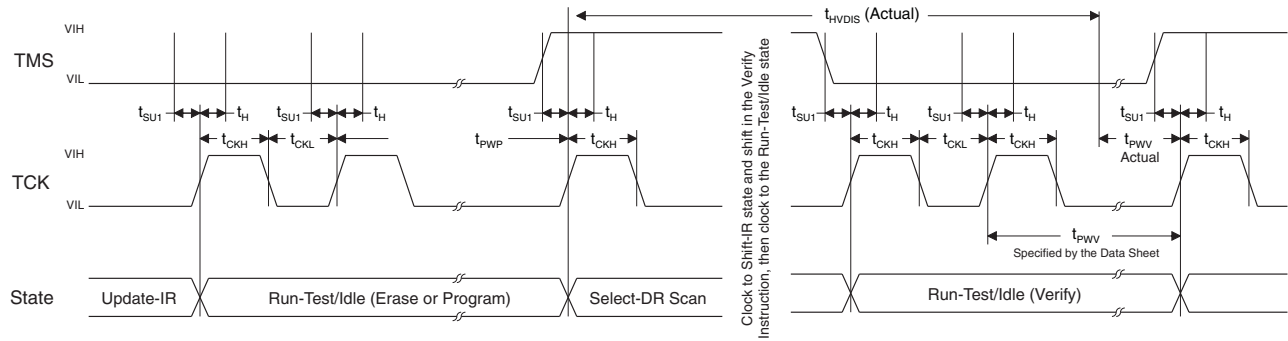 tHVDIS (Actual)
TMS
VIH
VIL
tSU1 tH tSU1 tH tSU1 tH tSU1 tH tSU1 tH tSU1 tH
tCKH tCKL tPWP tCKH tCKH tCKL tCKH tPWV Actual tCKH
TCK
VIH
VIL
tPWV
Specified by the Data Sheet
Clock to Shift-IR state and shift in the Verify
Instruction, then clock to the Run-Test/Idle state
State
Update-IR
Run-Test/Idle (Erase or Program)
Select-DR Scan
Run-Test/Idle (Verify)